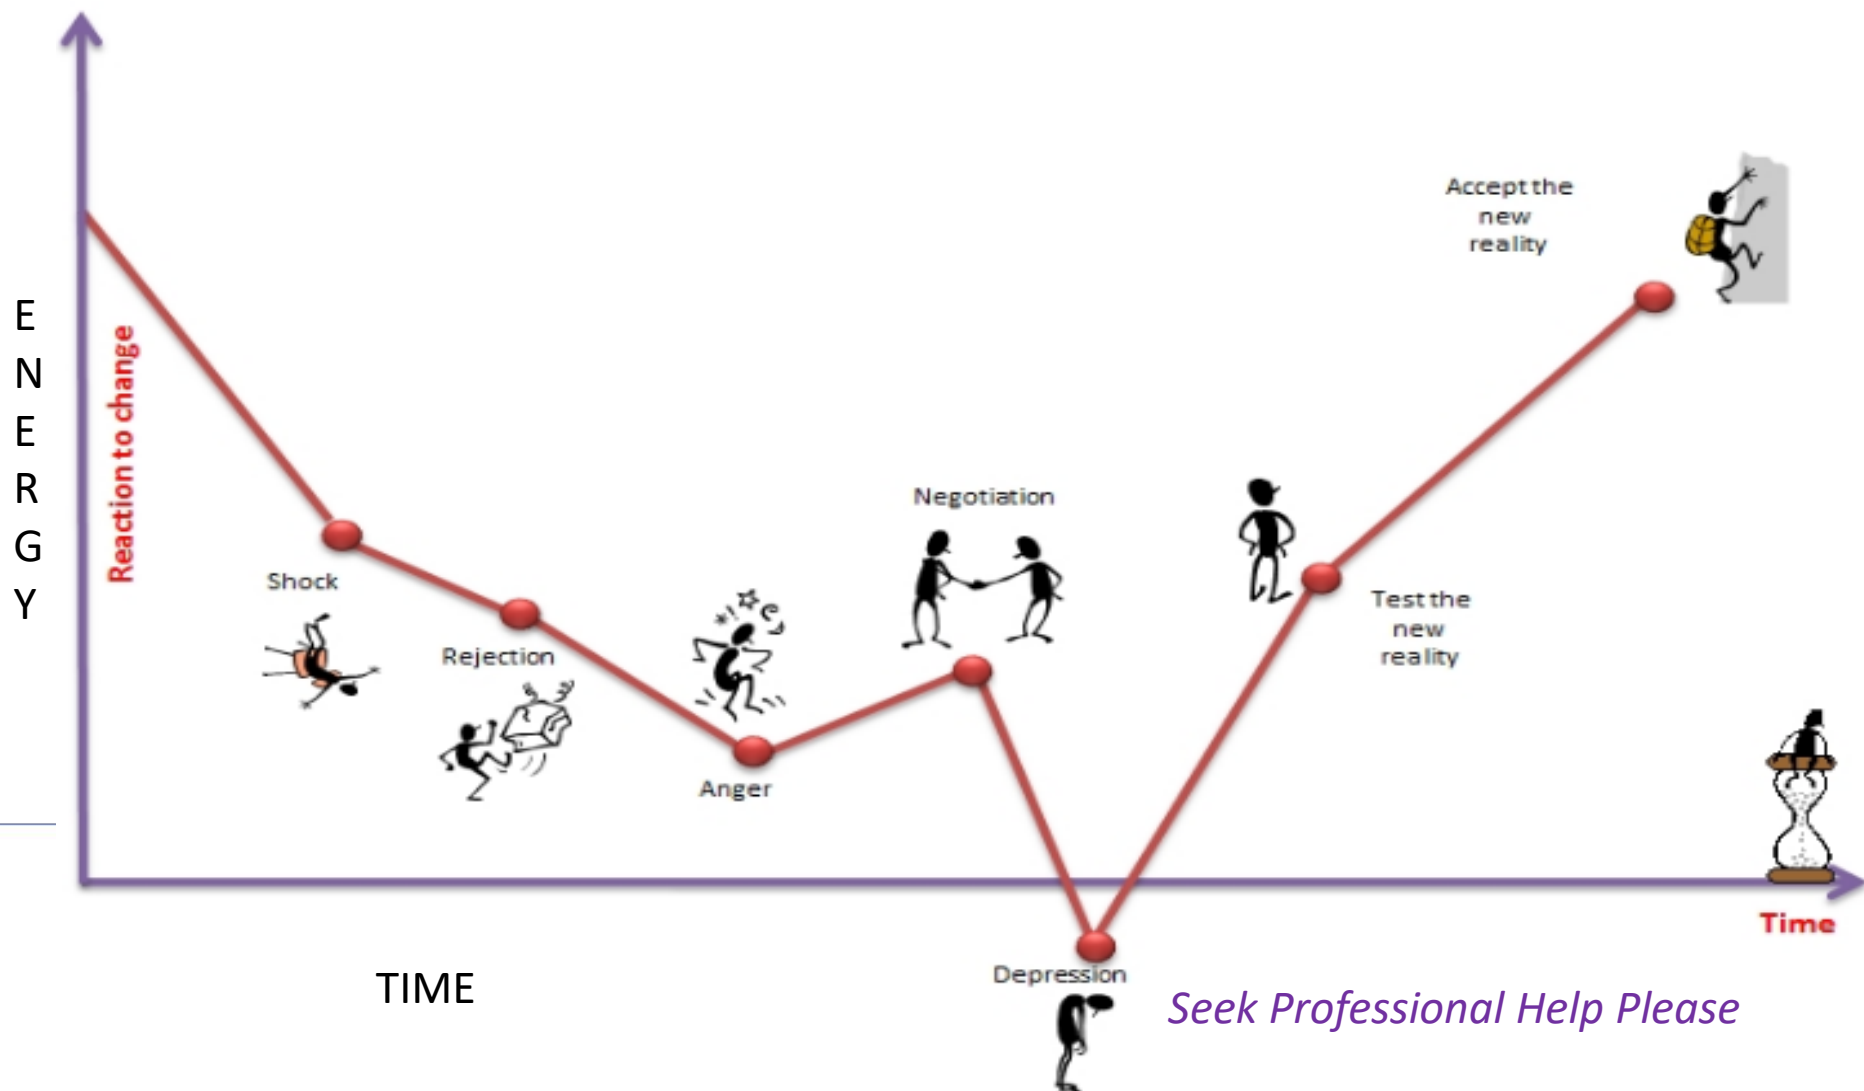 E
N
E
R
G
Y
Reaction to change
Shock
Rejection
Anger
Negotiation
Depression
Test the
new
reality
Accept the
new
reality
Time
TIME
Seek Professional Help Please